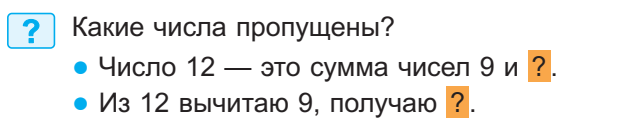 ? Какие числа пропущены?
• Число 12 — это сумма чисел 9 и ?.
• Из 12 вычитаю 9, получаю ?.